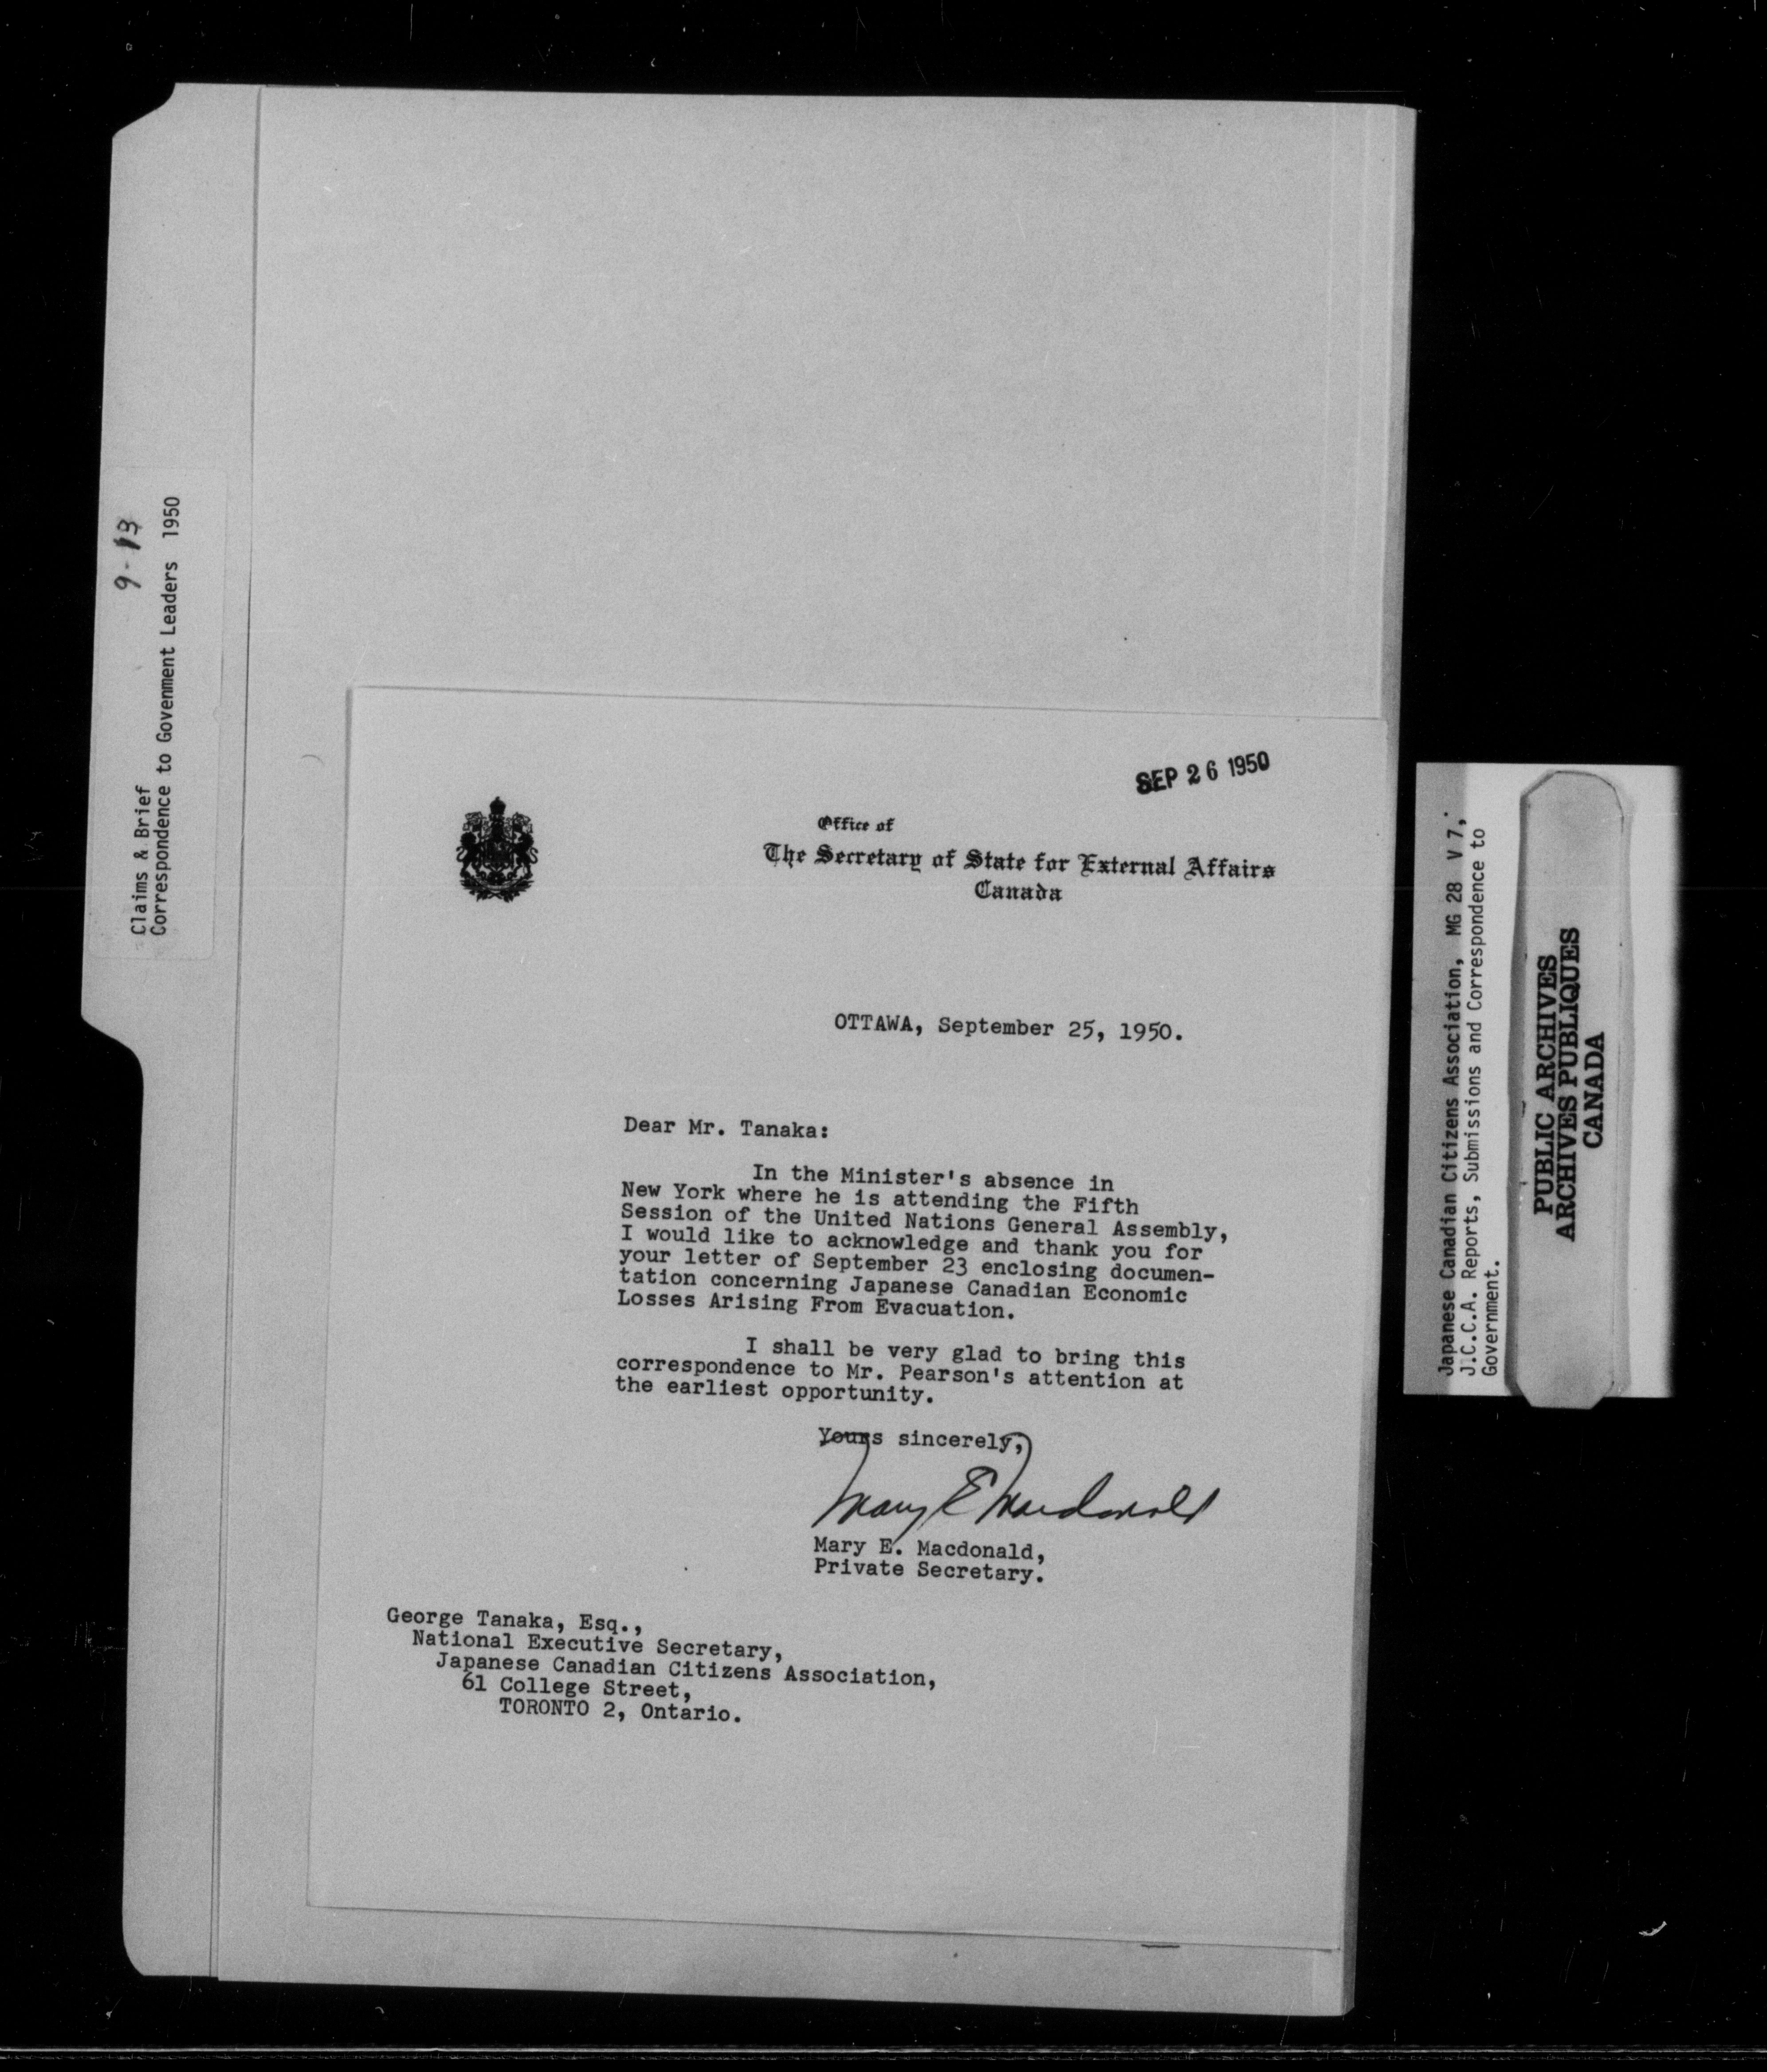 9-13
Claims & Brief
Correspondence to Govenment Leaders 1950
SEP 26 1950
Office of
The Secretary of State for External Affairs
Canada
OTTAWA, September 25, 1950.
Dear Mr. Tanaka:
In the Minister's absence in
New York where he is attending the Fifth
Session of the United Nations General Assembly,
I would like to acknowledge and thank you for
your letter of September 23 enclosing documen-
tation concerning Japanese Canadian Economic
Losses Arising From Evacuation.
I shall be very glad to bring this
correspondence to Mr. Pearson's attention at
the earliest opportunity.
Yours sincerely,
Mary E Macdonald
Mary E. Macdonald,
Private Secretary.
George Tanaka, Esq.,
National Executive Secretary,
Japanese Canadian Citizens Association,
61 College Street,
TORONTO 2, Ontario.
Japanese Canadian Citizens Association, MG 28 V 7,
J.C.C.A. Reports, Submissions and Correspondence to
Government.
PUBLIC ARCHIVES
ARCHIVES PUBLIQUES
CANADA